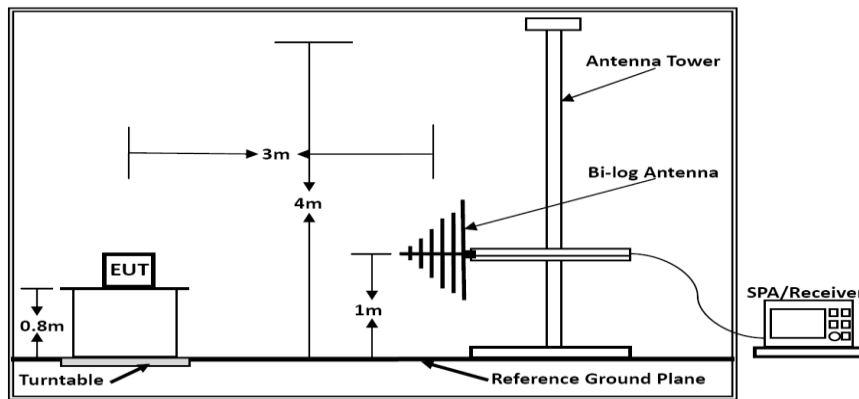 Antenna Tower
3m
Bi-log Antenna
4m
EUT
1m
0.8m
SPA/Receiver
Turntable
Reference Ground Plane